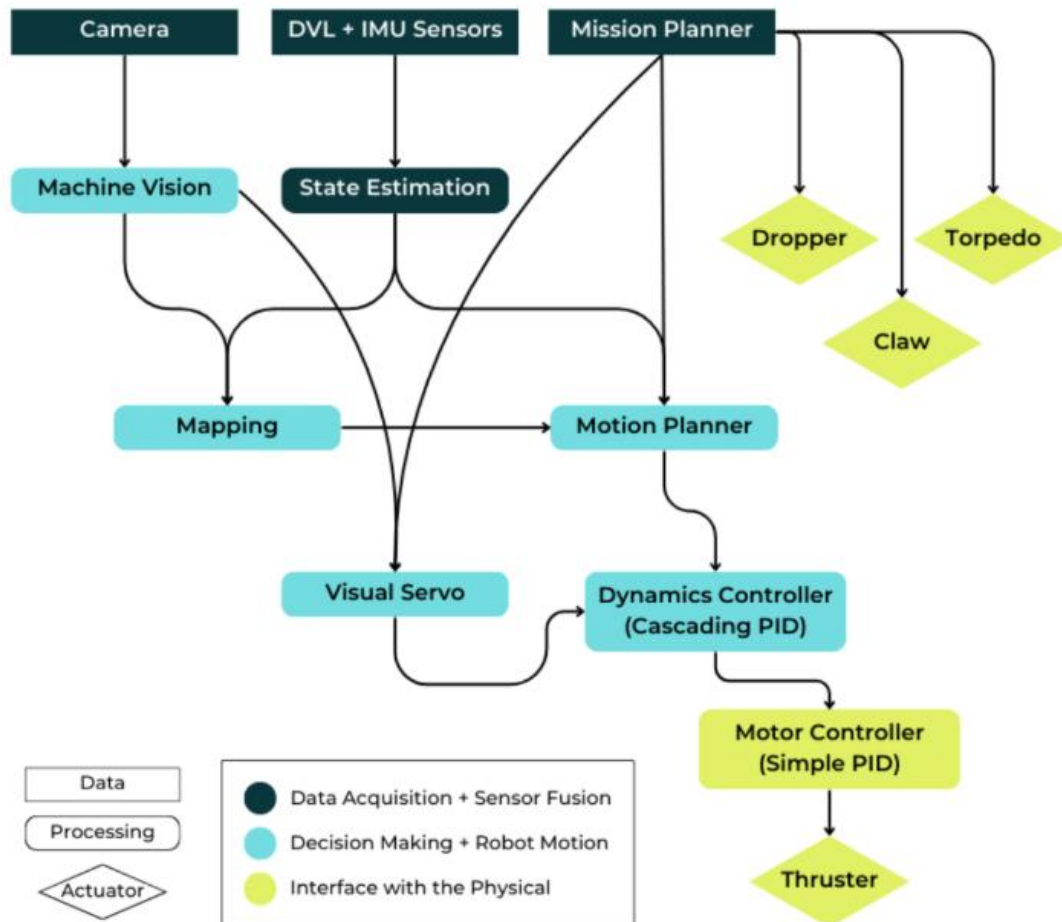 Camera
DVL + IMU Sensors
Mission Planner
Machine Vision
State Estimation
Dropper
Torpedo
Claw
Mapping
Motion Planner
Visual Servo
Dynamics Controller
(Cascading PID)
Motor Controller
(Simple PID)
Thruster
Data
Processing
Actuator
Data Acquisition + Sensor Fusion
Decision Making + Robot Motion
Interface with the Physical